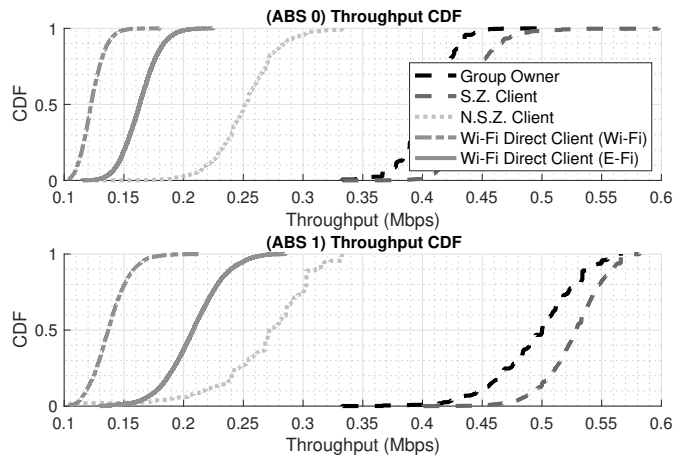 (ABS 0) Throughput CDF
1
0.5
0
CDF
Group Owner
S.Z. Client
N.S.Z. Client
Wi-Fi Direct Client (Wi-Fi)
Wi-Fi Direct Client (E-Fi)
0.1 0.15 0.2 0.25 0.3 0.35 0.4 0.45 0.5 0.55 0.6
Throughput (Mbps)
(ABS 1) Throughput CDF
1
0.5
0
CDF
0.1 0.15 0.2 0.25 0.3 0.35 0.4 0.45 0.5 0.55 0.6
Throughput (Mbps)